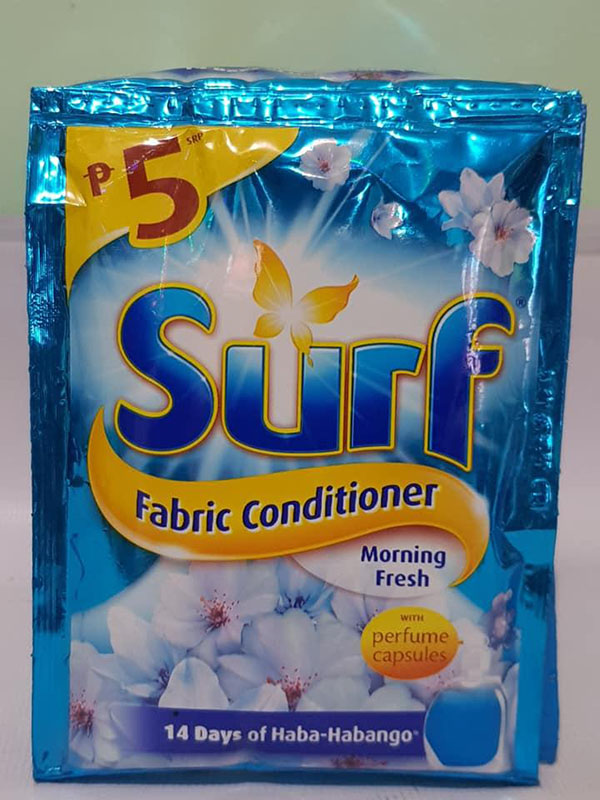 ₱5 SRP
Surf®
Fabric Conditioner
Morning
Fresh
WITH
perfume
capsules
14 Days of Haba-Habango